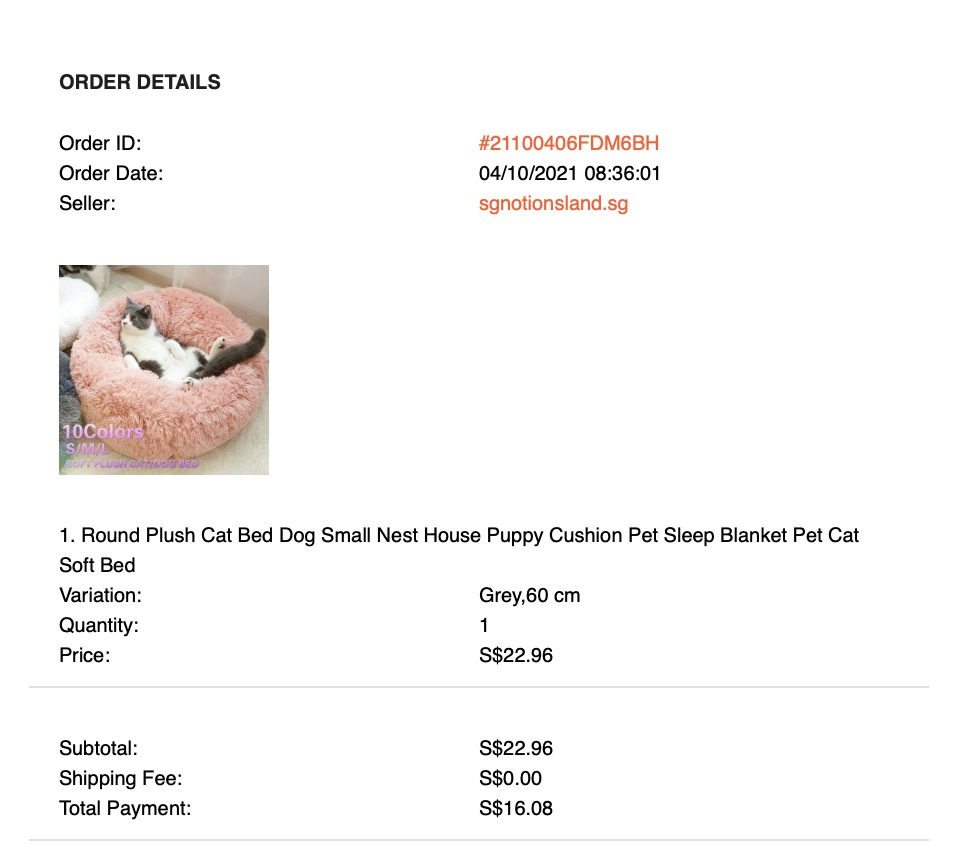 ORDER DETAILS
Order ID: #21100406FDM6BH
Order Date: 04/10/2021 08:36:01
Seller: sgnotionsland.sg
10Colors
S/M/L
SOFT PLUSH CAT/DOG BED
1. Round Plush Cat Bed Dog Small Nest House Puppy Cushion Pet Sleep Blanket Pet Cat
Soft Bed
Variation: Grey,60 cm
Quantity: 1
Price: S$22.96
Subtotal: S$22.96
Shipping Fee: S$0.00
Total Payment: S$16.08